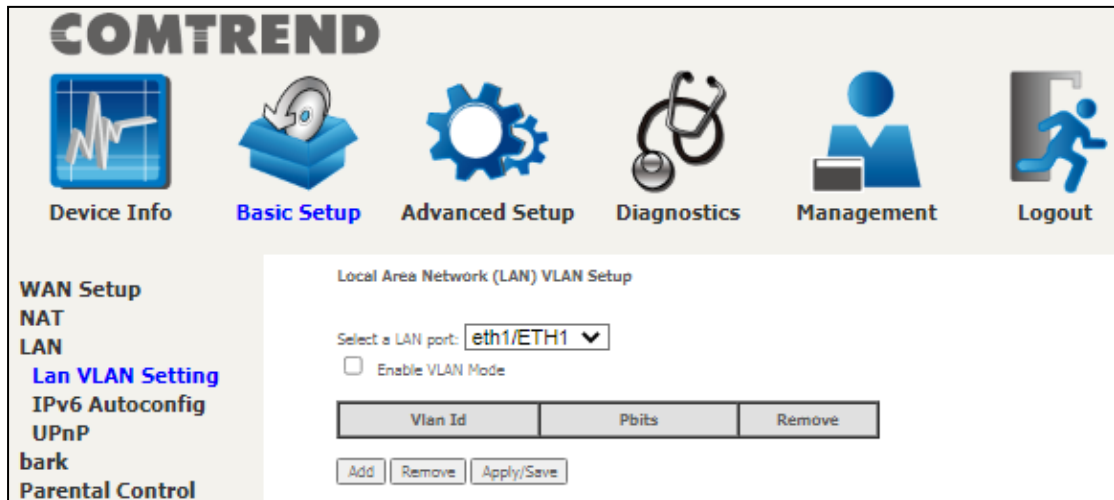 COMTREND
Device Info Basic Setup Advanced Setup Diagnostics Management Logout
WAN Setup
NAT
LAN
Lan VLAN Setting
IPv6 Autoconfig
UPnP
bark
Parental Control
Local Area Network (LAN) VLAN Setup
Select a LAN port: eth1/ETH1
Enable VLAN Mode
Vlan Id Pbits Remove
Add Remove Apply/Save